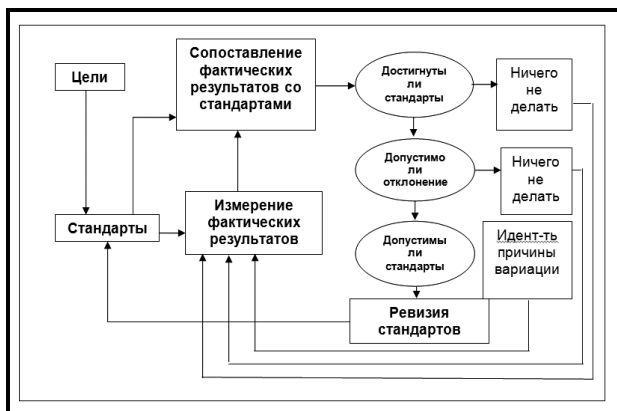 Цели
Сопоставление
фактических
результатов со
стандартами
Достигнуты
ли
стандарты
Ничего
не
делать
Допустимо
ли
отклонение
Ничего
не
делать
Стандарты
Измерение
фактических
результатов
Допустимы
ли
стандарты
Идент-ть
причины
вариации
Ревизия
стандартов